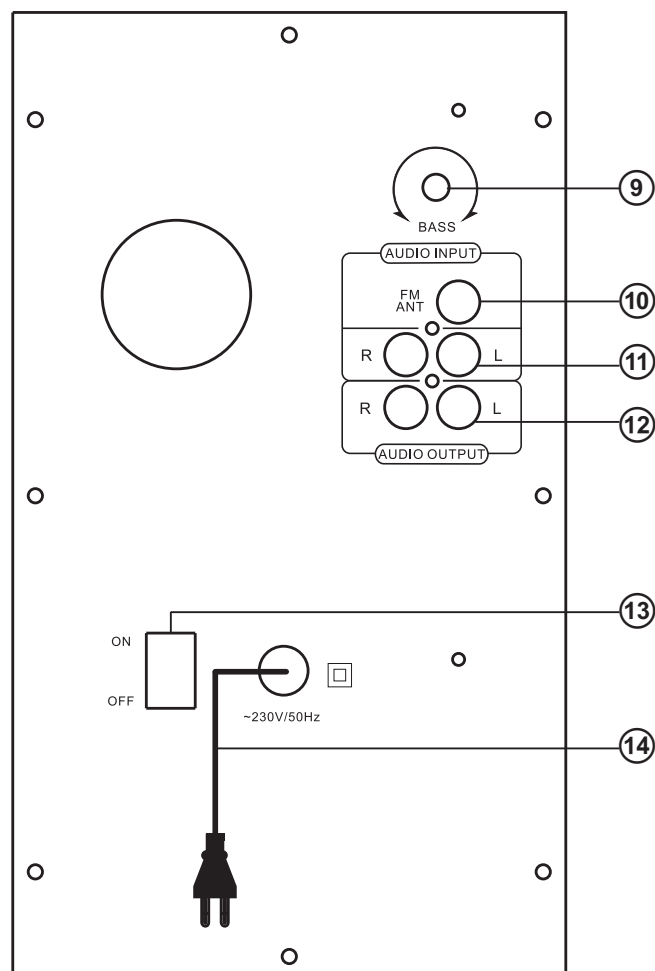 9
BASS
AUDIO INPUT
FM
ANT
10
R L
11
R L
12
AUDIO OUTPUT
13
ON
OFF
~230V/50Hz
14